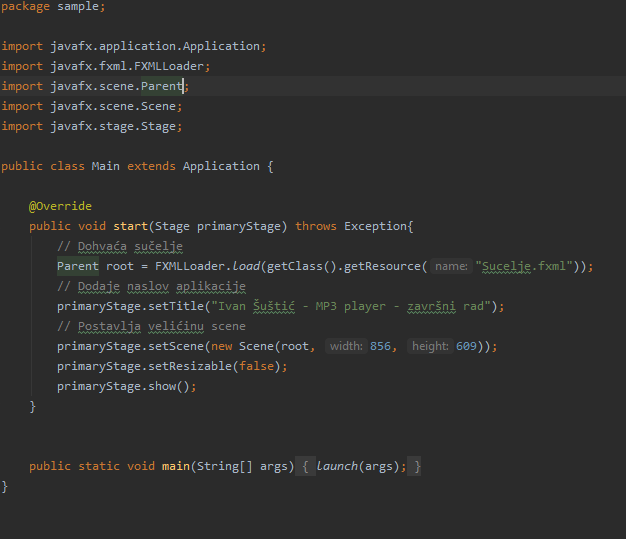 package sample;
import javafx.application.Application;
import javafx.fxml.FXMLLoader;
import javafx.scene.Parent;
import javafx.scene.Scene;
import javafx.stage.Stage;
public class Main extends Application {
@Override
public void start(Stage primaryStage) throws Exception{
// Dohvaća sučelje
Parent root = FXMLLoader.load(getClass().getResource( name: "Sucelje.fxml"));
// Dodaje naslov aplikacije
primaryStage.setTitle("Ivan Šuštić - MP3 player - završni rad");
// Postavlja veličinu scene
primaryStage.setScene(new Scene(root, width: 856, height: 609));
primaryStage.setResizable(false);
primaryStage.show();
}
public static void main(String[] args) { launch(args); }
}